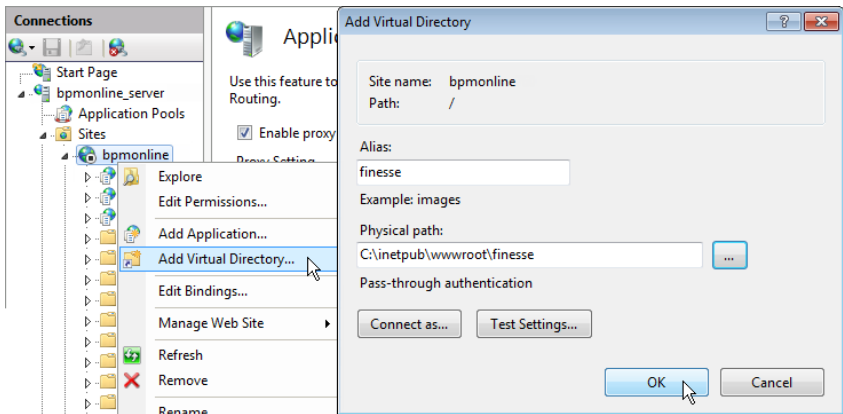 Connections
Start Page
bpmonline_server
Application Pools
Sites
bpmonline
Explore
Edit Permissions...
Add Application...
Add Virtual Directory...
Edit Bindings...
Manage Web Site
Refresh
Remove
Rename
Use this feature to
Routing.
Enable proxy
Add Virtual Directory
Site name: bpmonline
Path: /
Alias:
finesse
Example: images
Physical path:
C:\inetpub\wwwroot\finesse
...
Pass-through authentication
Connect as...
Test Settings...
OK
Cancel